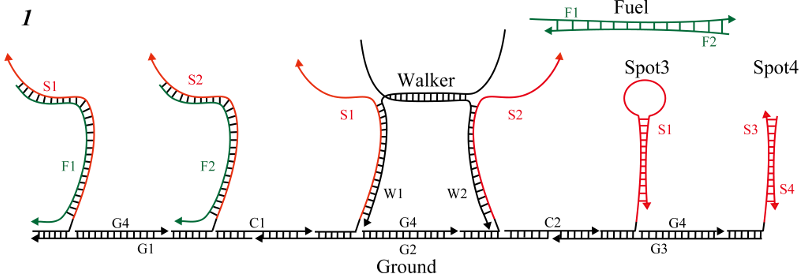 1
Fuel
F1
F2
Walker
Spot3
Spot4
S1
S2
S1
S2
S1
S3
F1
F2
W1
W2
S4
G4
C1
G4
C2
G4
G1
G2
G3
Ground